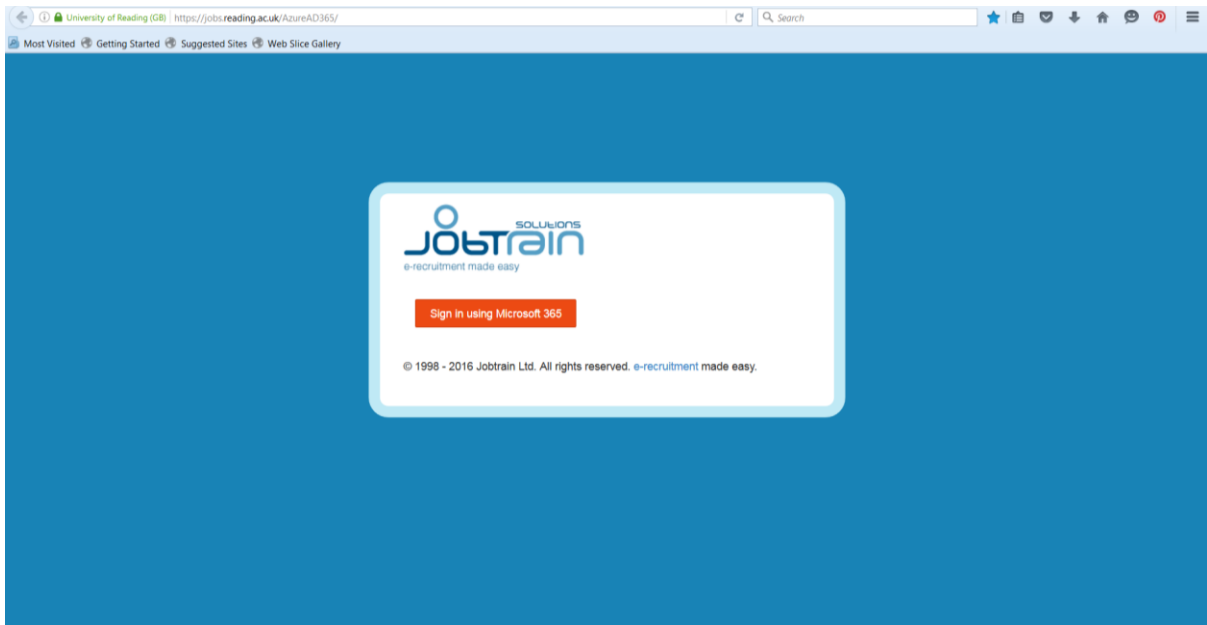 University of Reading (GB) https://jobs.reading.ac.uk/AzureAD365/ Search
Most Visited Getting Started Suggested Sites Web Slice Gallery
SOLUTIONS
JOBTRAIN
e-recruitment made easy
Sign in using Microsoft 365
© 1998 - 2016 Jobtrain Ltd. All rights reserved. e-recruitment made easy.